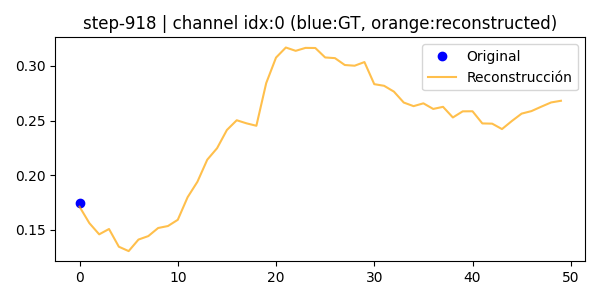 step-918 | channel idx:0 (blue:GT, orange:reconstructed)
Original
Reconstrucción
0.30
0.25
0.20
0.15
0 10 20 30 40 50